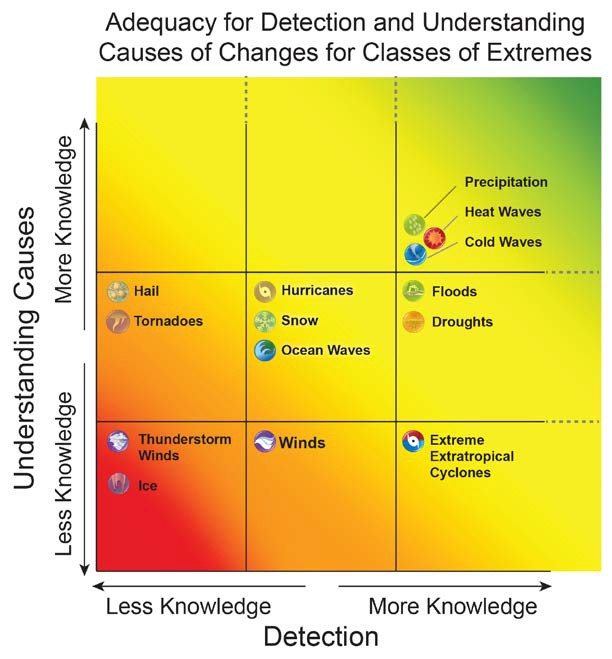 Adequacy for Detection and Understanding
Causes of Changes for Classes of Extremes
Understanding Causes
More Knowledge
Less Knowledge
Precipitation
Heat Waves
Cold Waves
Hail
Tornadoes
Hurricanes
Snow
Ocean Waves
Floods
Droughts
Thunderstorm
Winds
Ice
Winds
Extreme
Extratropical
Cyclones
Less Knowledge
More Knowledge
Detection